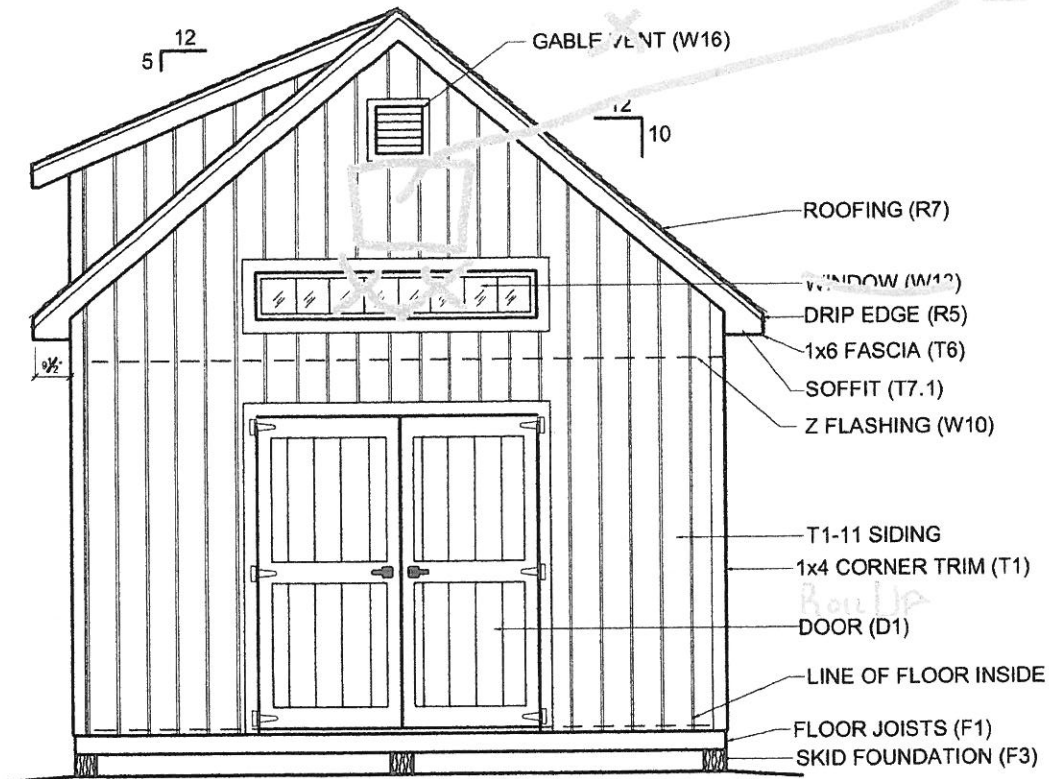 12
5
GABLE VENT (W16)
12
10
ROOFING (R7)
WINDOW (W12)
DRIP EDGE (R5)
1x6 FASCIA (T6)
SOFFIT (T7.1)
9½"
Z FLASHING (W10)
T1-11 SIDING
1x4 CORNER TRIM (T1)
Roll UP
DOOR (D1)
LINE OF FLOOR INSIDE
FLOOR JOISTS (F1)
SKID FOUNDATION (F3)